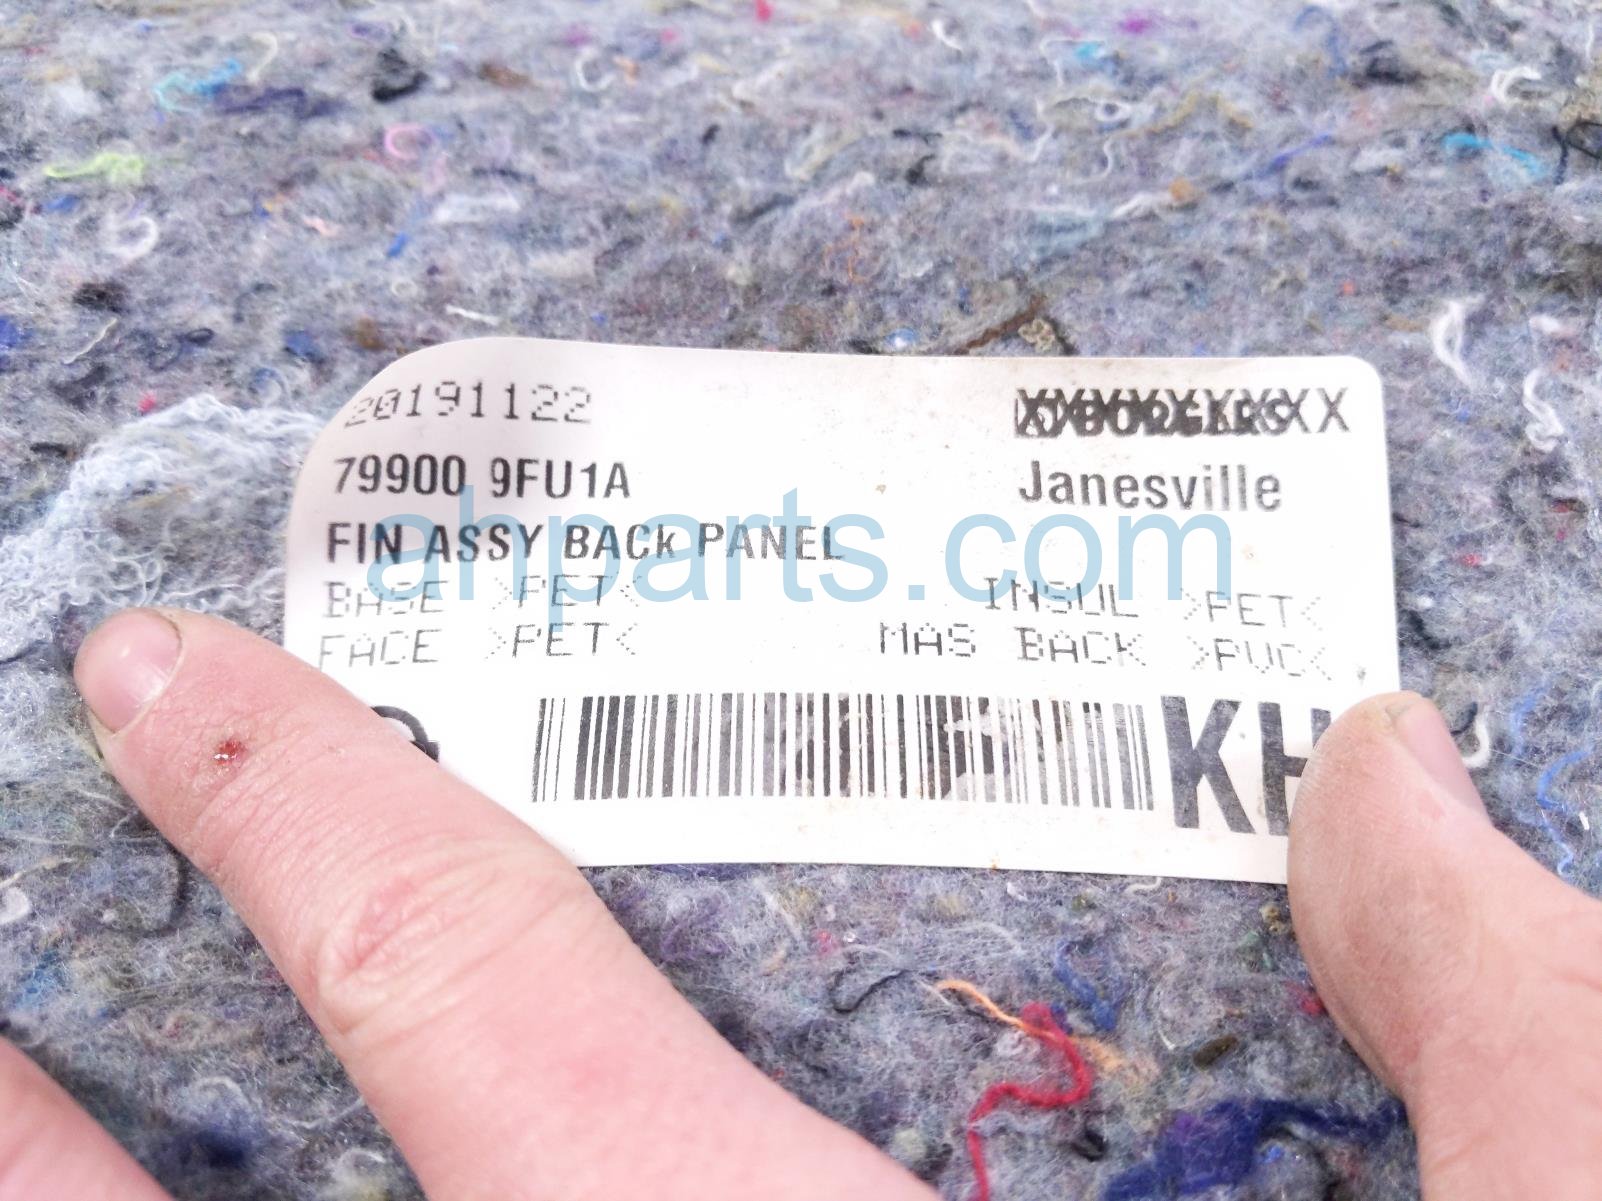 20191122 XXXXXXXXXX
79900 9FU1A Janesville
FIN ASSY BACk PANEL
ahparts.com
BASE >PET< INSUL >PET<
FACE >PET< MAS BACK >PVC<
KH